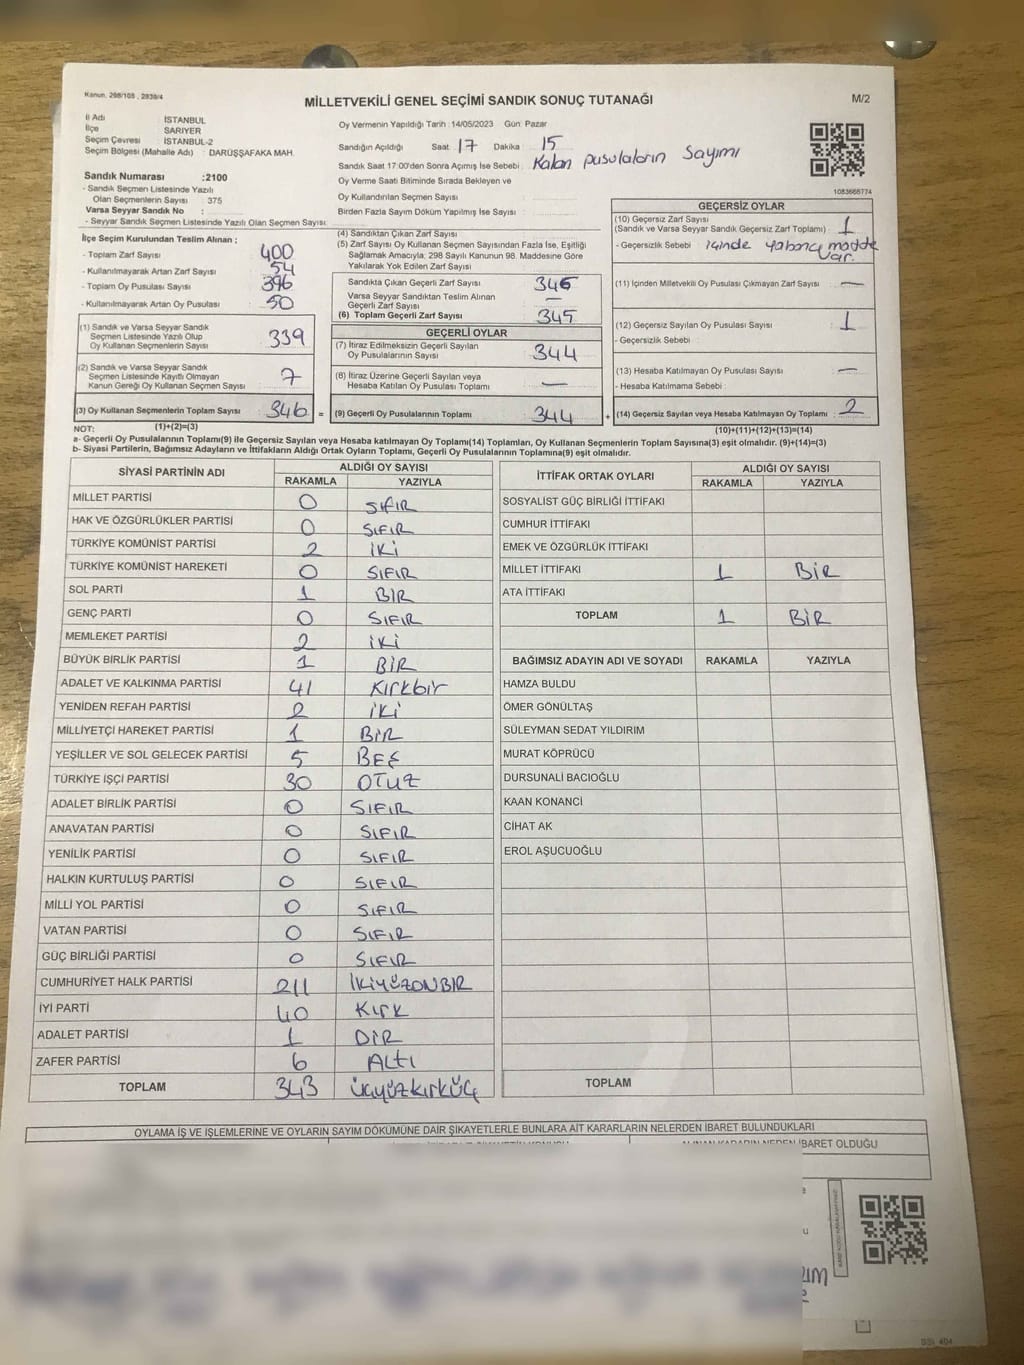 Kanun, 298/105 , 2839/4
MİLLETVEKİLİ GENEL SEÇİMİ SANDIK SONUÇ TUTANAĞI
M/2
İl Adı İSTANBUL
İlçe SARIYER
Seçim Çevresi İSTANBUL-2
Seçim Bölgesi (Mahalle Adı) : DARÜŞŞAFAKA MAH.
Sandık Numarası :2100
- Sandık Seçmen Listesinde Yazılı
Olan Seçmenlerin Sayısı : 375
Varsa Seyyar Sandık No :
- Seyyar Sandık Seçmen Listesinde Yazılı Olan Seçmen Sayısı:
Oy Vermenin Yapıldığı Tarih :14/05/2023 Gün: Pazar
Sandığın Açıldığı Saat 17 Dakika : 15
Sandık Saat 17:00'den Sonra Açımış İse Sebebi : Kalan pusulaların sayımı
Oy Verme Saati Bitiminde Sırada Bekleyen ve
Oy Kullandırılan Seçmen Sayısı :
Birden Fazla Sayım Döküm Yapılmış İse Sayısı :
1083666774
İlçe Seçim Kurulundan Teslim Alınan ;
- Toplam Zarf Sayısı : 400
- Kullanılmayarak Artan Zarf Sayısı : 54
- Toplam Oy Pusulası Sayısı : 396
- Kullanılmayarak Artan Oy Pusulası : 50
(1) Sandık ve Varsa Seyyar Sandık
Seçmen Listesinde Yazılı Olup
Oy Kullanan Seçmenlerin Sayısı : 339
(2) Sandık ve Varsa Seyyar Sandık
Seçmen Listesinde Kayıtlı Olmayan
Kanun Gereği Oy Kullanan Seçmen Sayısı : 7
(3) Oy Kullanan Seçmenlerin Toplam Sayısı : 346 =
(1)+(2)=(3)
(4) Sandıktan Çıkan Zarf Sayısı
(5) Zarf Sayısı Oy Kullanan Seçmen Sayısından Fazla İse, Eşitliği
Sağlamak Amacıyla; 298 Sayılı Kanunun 98. Maddesine Göre
Yakılarak Yok Edilen Zarf Sayısı
Sandıkta Çıkan Geçerli Zarf Sayısı : 345
Varsa Seyyar Sandıktan Teslim Alınan
Geçerli Zarf Sayısı : —
(6) Toplam Geçerli Zarf Sayısı : 345
GEÇERLİ OYLAR
(7) İtiraz Edilmeksizin Geçerli Sayılan
Oy Pusulalarının Sayısı : 344
(8) İtiraz Üzerine Geçerli Sayılan veya
Hesaba Katılan Oy Pusulası Toplamı : —
(9) Geçerli Oy Pusulalarının Toplamı : 344 +
GEÇERSİZ OYLAR
(10) Geçersiz Zarf Sayısı
(Sandık ve Varsa Seyyar Sandık Geçersiz Zarf Toplamı) : 1
- Geçersizlik Sebebi : içinde yabancı madde
var.
(11) İçinden Milletvekili Oy Pusulası Çıkmayan Zarf Sayısı : —
(12) Geçersiz Sayılan Oy Pusulası Sayısı : 1
- Geçersizlik Sebebi :
(13) Hesaba Katılmayan Oy Pusulası Sayısı : —
- Hesaba Katılmama Sebebi :
(14) Geçersiz Sayılan veya Hesaba Katılmayan Oy Toplamı : 2
(10)+(11)+(12)+(13)=(14)
NOT:
a- Geçerli Oy Pusulalarının Toplamı(9) ile Geçersiz Sayılan veya Hesaba katılmayan Oy Toplamı(14) Toplamları, Oy Kullanan Seçmenlerin Toplam Sayısına(3) eşit olmalıdır. (9)+(14)=(3)
b- Siyasi Partilerin, Bağımsız Adayların ve İttifakların Aldığı Ortak Oyların Toplamı, Geçerli Oy Pusulalarının Toplamına(9) eşit olmalıdır.
SİYASİ PARTİNİN ADI ALDIĞI OY SAYISI
RAKAMLA YAZIYLA
MİLLET PARTİSİ 0 SIFIR
HAK VE ÖZGÜRLÜKLER PARTİSİ 0 SIFIR
TÜRKİYE KOMÜNİST PARTİSİ 2 İKİ
TÜRKİYE KOMÜNİST HAREKETİ 0 SIFIR
SOL PARTİ 1 BİR
GENÇ PARTİ 0 SIFIR
MEMLEKET PARTİSİ 2 İKİ
BÜYÜK BİRLİK PARTİSİ 1 BİR
ADALET VE KALKINMA PARTİSİ 41 Kırkbir
YENİDEN REFAH PARTİSİ 2 İKİ
MİLLİYETÇİ HAREKET PARTİSİ 1 BİR
YEŞİLLER VE SOL GELECEK PARTİSİ 5 BEŞ
TÜRKİYE İŞÇİ PARTİSİ 30 OTUZ
ADALET BİRLİK PARTİSİ 0 SIFIR
ANAVATAN PARTİSİ 0 SIFIR
YENİLİK PARTİSİ 0 SIFIR
HALKIN KURTULUŞ PARTİSİ 0 SIFIR
MİLLİ YOL PARTİSİ 0 SIFIR
VATAN PARTİSİ 0 SIFIR
GÜÇ BİRLİĞİ PARTİSİ 0 SIFIR
CUMHURİYET HALK PARTİSİ 211 İKİYÜZONBİR
İYİ PARTİ 40 KIRK
ADALET PARTİSİ 1 BİR
ZAFER PARTİSİ 6 ALTI
TOPLAM 343 üçyüzkırküç
İTTİFAK ORTAK OYLARI ALDIĞI OY SAYISI
RAKAMLA YAZIYLA
SOSYALİST GÜÇ BİRLİĞİ İTTİFAKI
CUMHUR İTTİFAKI
EMEK VE ÖZGÜRLÜK İTTİFAKI
MİLLET İTTİFAKI 1 BİR
ATA İTTİFAKI
TOPLAM 1 BİR
BAĞIMSIZ ADAYIN ADI VE SOYADI RAKAMLA YAZIYLA
HAMZA BULDU
ÖMER GÖNÜLTAŞ
SÜLEYMAN SEDAT YILDIRIM
MURAT KÖPRÜCÜ
DURSUNALİ BACIOĞLU
KAAN KONANCİ
CİHAT AK
EROL AŞUCUOĞLU
TOPLAM
OYLAMA İŞ VE İŞLEMLERİNE VE OYLARIN SAYIM DÖKÜMÜNE DAİR ŞİKAYETLERLE BUNLARA AİT KARARLARIN NELERDEN İBARET BULUNDUKLARI
ALINAN KARARIN NEDEN İBARET OLDUĞU